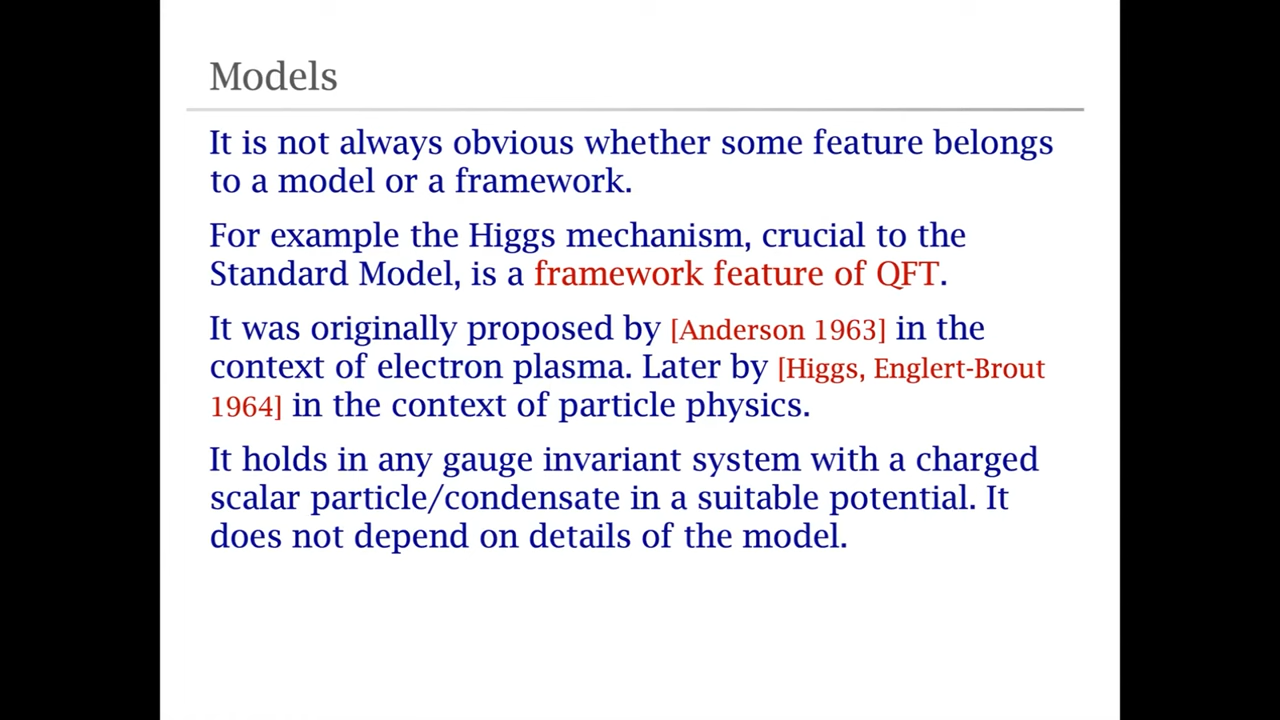 Models
It is not always obvious whether some feature belongs
to a model or a framework.
For example the Higgs mechanism, crucial to the
Standard Model, is a framework feature of QFT.
It was originally proposed by [Anderson 1963] in the
context of electron plasma. Later by [Higgs, Englert-Brout
1964] in the context of particle physics.
It holds in any gauge invariant system with a charged
scalar particle/condensate in a suitable potential. It
does not depend on details of the model.